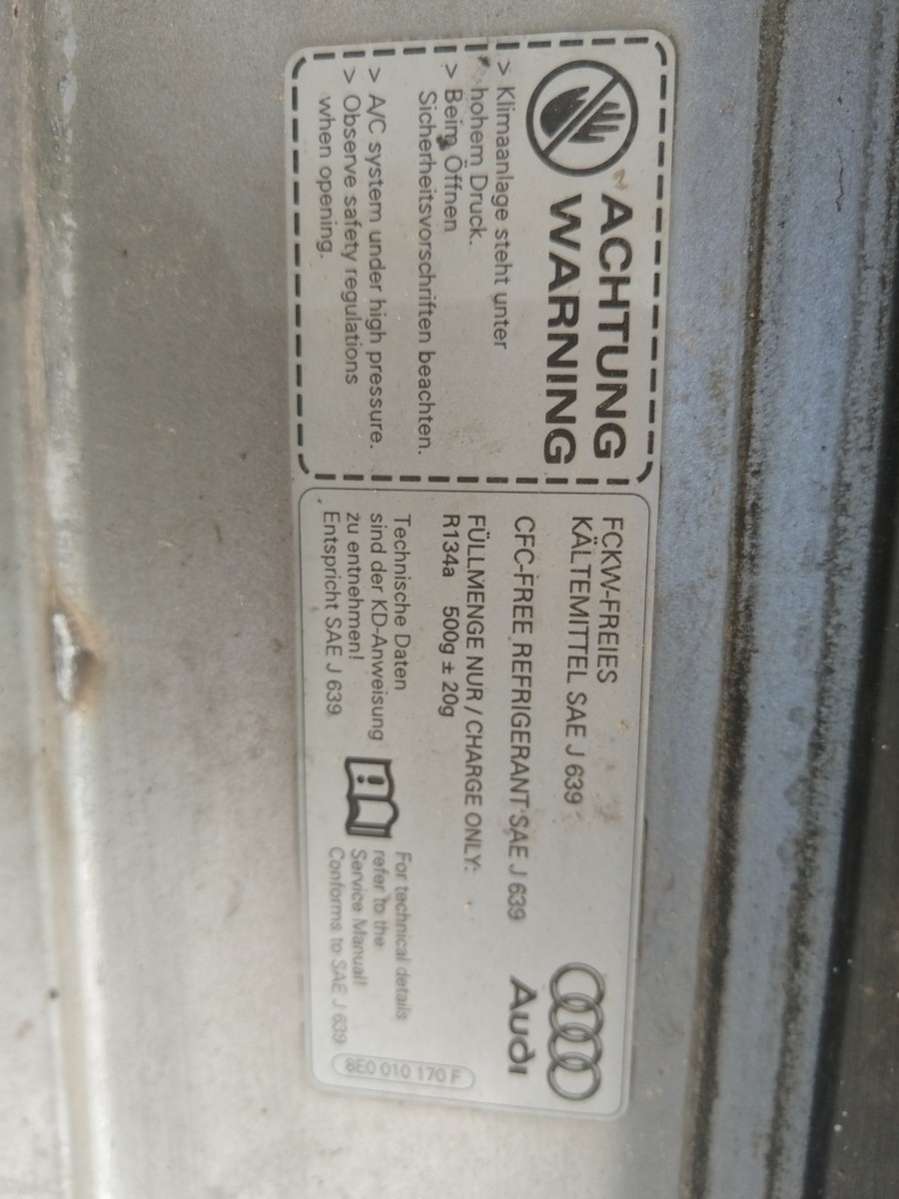 ACHTUNG
WARNING
> Klimaanlage steht unter
hohem Druck.
> Beim Öffnen
Sicherheitsvorschriften beachten.
> A/C system under high pressure.
> Observe safety regulations
when opening.
FCKW-FREIES
KÄLTEMITTEL SAE J 639
CFC-FREE REFRIGERANT SAE J 639
Audi
FÜLLMENGE NUR / CHARGE ONLY:
R134a 500g ± 20g
Technische Daten
sind der KD-Anweisung
zu entnehmen!
Entspricht SAE J 639
For technical details
refer to the
Service Manual!
Conforms to SAE J 639
8E0 010 170 F